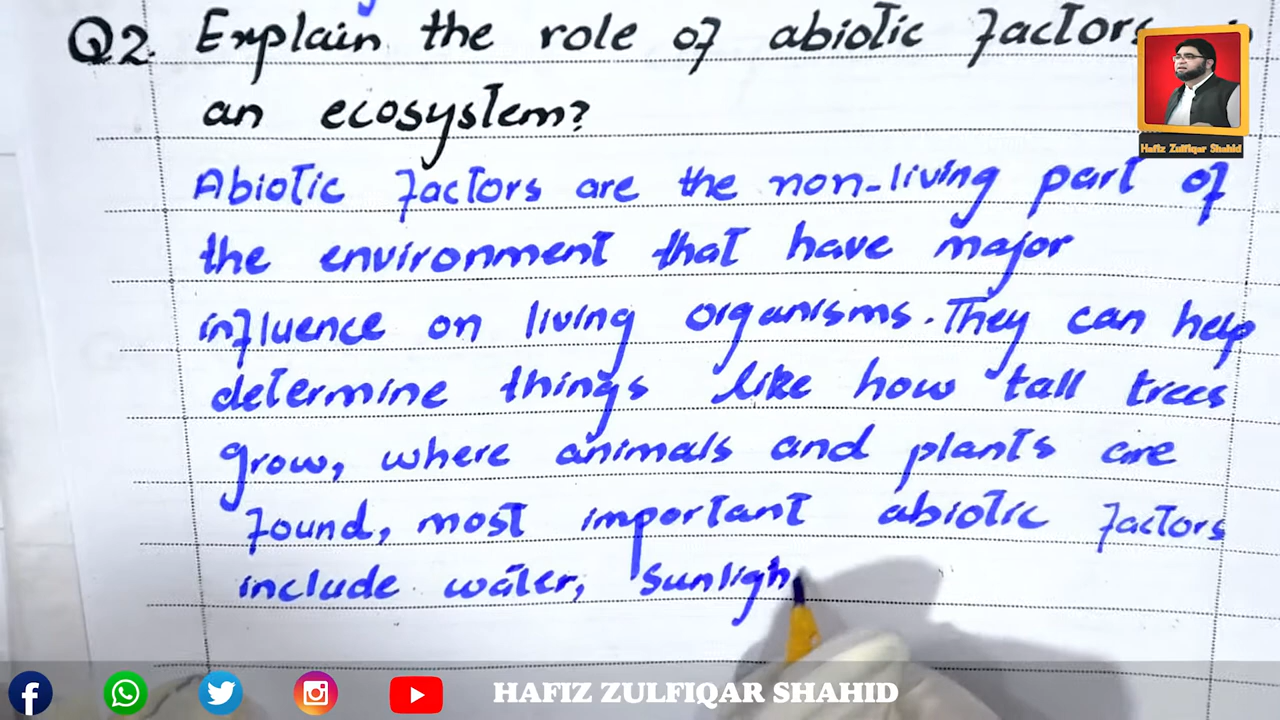 Q2. Explain the role of abiotic factors
an ecosystem?
Abiotic factors are the non-living part of
the environment that have major
influence on living organisms. They can help
determine things like how tall trees
grow, where animals and plants are
found, most important abiotic factors
include water, Sunligh
Hafiz Zulfiqar Shahid
HAFIZ ZULFIQAR SHAHID